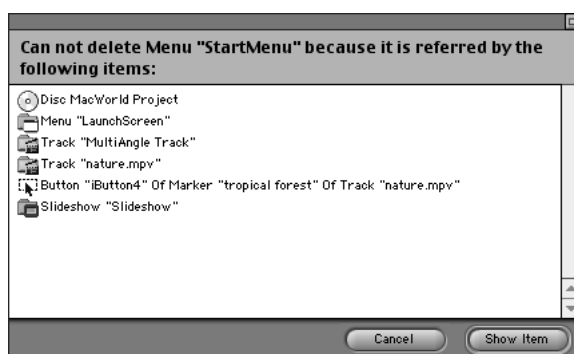 Can not delete Menu "StartMenu" because it is referred by the
following items:
Disc MacWorld Project
Menu "LaunchScreen"
Track "MultiAngle Track"
Track "nature.mpv"
Button "iButton4" Of Marker "tropical forest" Of Track "nature.mpv"
Slideshow "Slideshow"
Cancel
Show Item